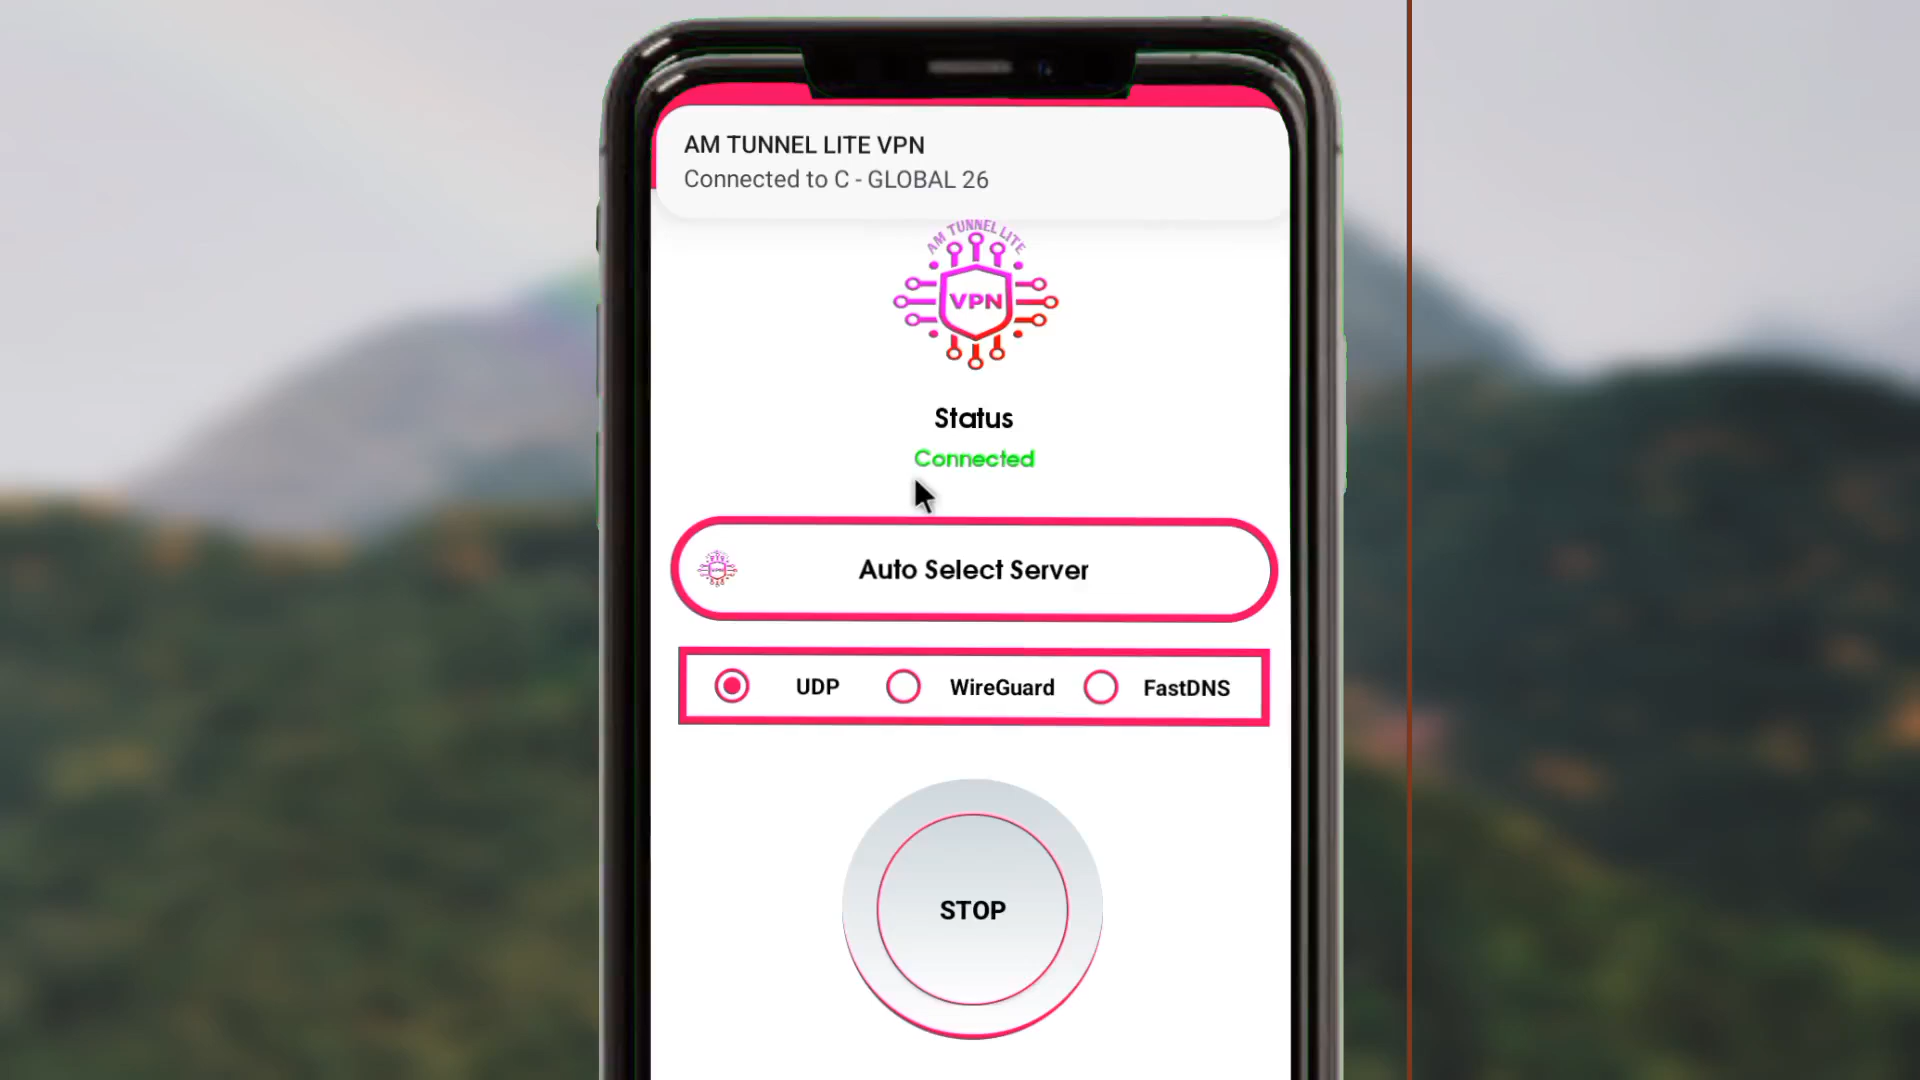 AM TUNNEL LITE VPN
Connected to C - GLOBAL 26
AM TUNNEL LITE
VPN
Status
Connected
Auto Select Server
UDP
WireGuard
FastDNS
STOP